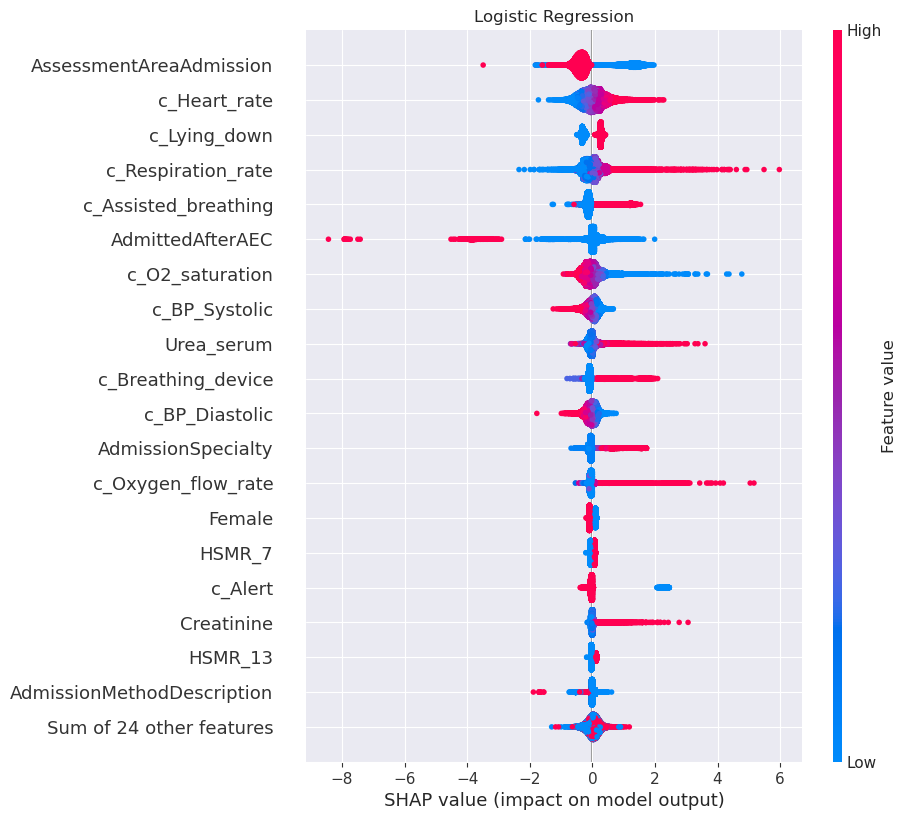 Logistic Regression
High
AssessmentAreaAdmission
c_Heart_rate
c_Lying_down
c_Respiration_rate
c_Assisted_breathing
AdmittedAfterAEC
c_O2_saturation
c_BP_Systolic
Urea_serum
c_Breathing_device
c_BP_Diastolic
AdmissionSpecialty
c_Oxygen_flow_rate
Female
HSMR_7
c_Alert
Creatinine
HSMR_13
AdmissionMethodDescription
Sum of 24 other features
Feature value
Low
−8 −6 −4 −2 0 2 4 6
SHAP value (impact on model output)